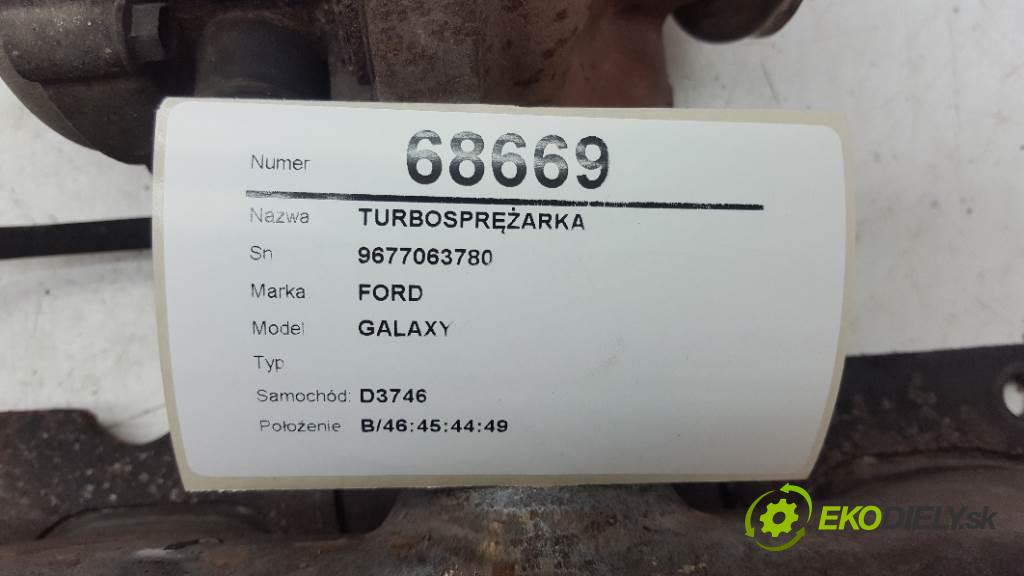 Numer 68669
Nazwa TURBOSPRĘŻARKA
Sn 9677063780
Marka FORD
Model GALAXY
Typ
Samochód: D3746
Położenie B/46:45:44:49
EKODIELY.sk